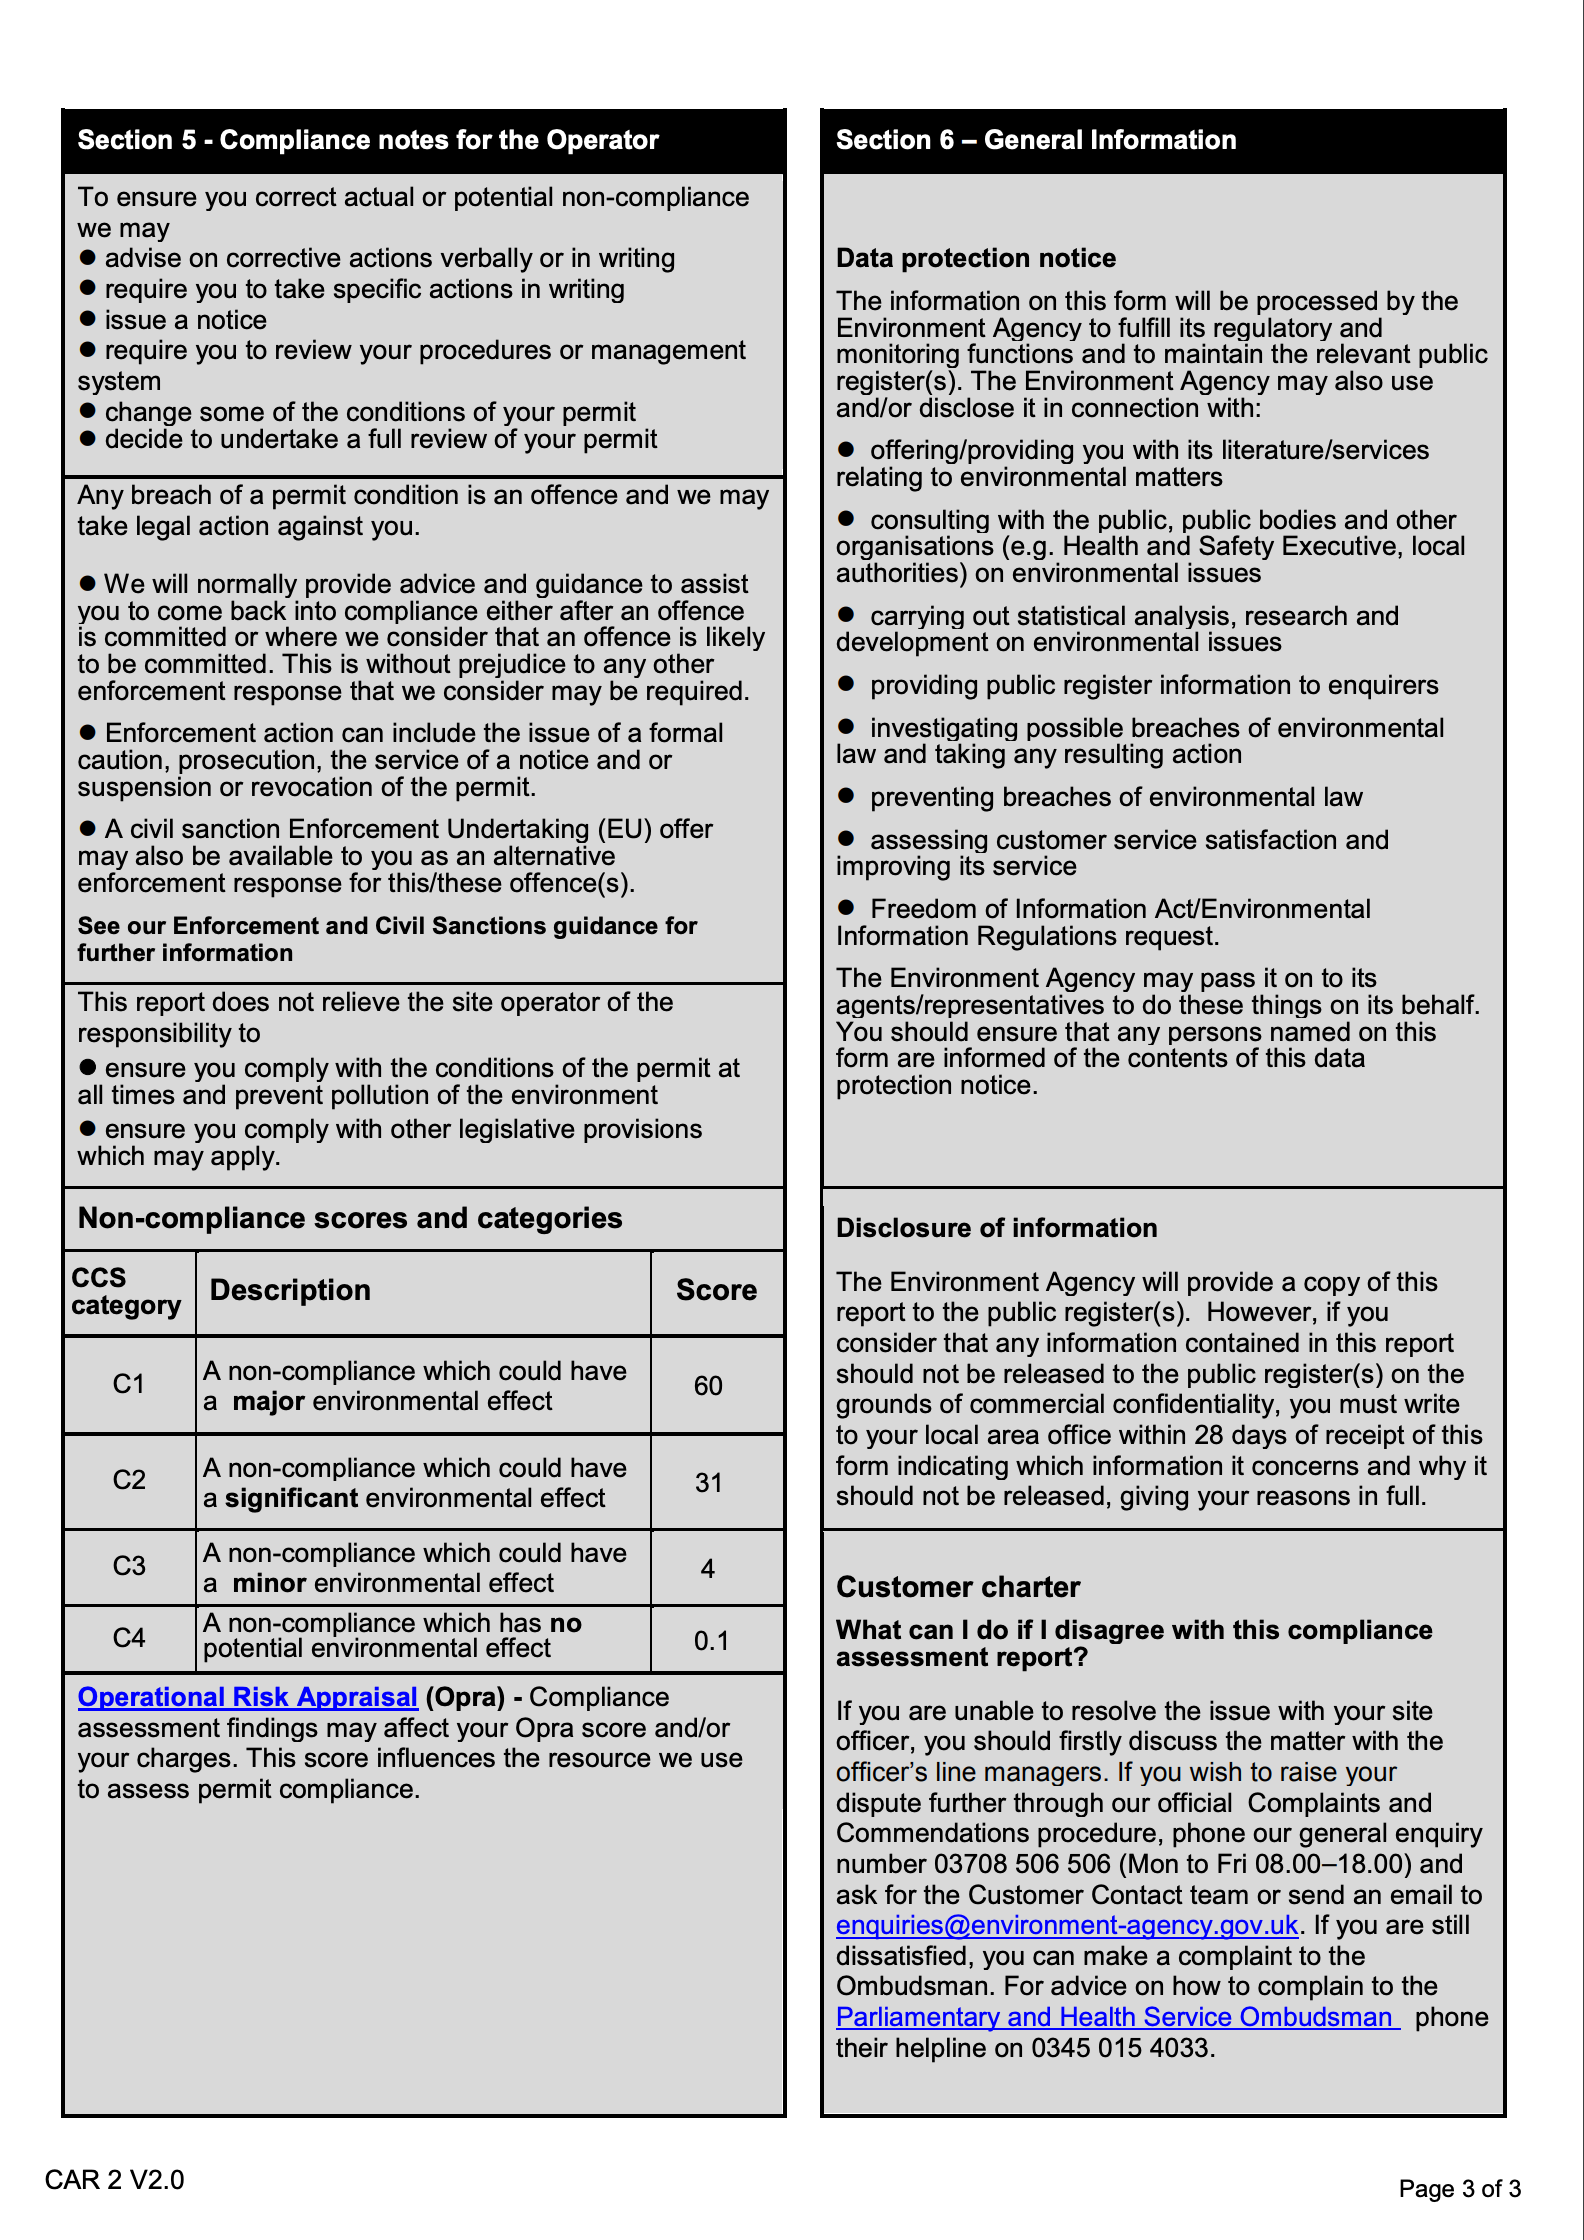 Section 5 - Compliance notes for the Operator
To ensure you correct actual or potential non-compliance
we may
● advise on corrective actions verbally or in writing
● require you to take specific actions in writing
● issue a notice
● require you to review your procedures or management
system
● change some of the conditions of your permit
● decide to undertake a full review of your permit
Any breach of a permit condition is an offence and we may
take legal action against you.
● We will normally provide advice and guidance to assist
you to come back into compliance either after an offence
is committed or where we consider that an offence is likely
to be committed. This is without prejudice to any other
enforcement response that we consider may be required.
● Enforcement action can include the issue of a formal
caution, prosecution, the service of a notice and or
suspension or revocation of the permit.
● A civil sanction Enforcement Undertaking (EU) offer
may also be available to you as an alternative
enforcement response for this/these offence(s).
See our Enforcement and Civil Sanctions guidance for
further information
This report does not relieve the site operator of the
responsibility to
● ensure you comply with the conditions of the permit at
all times and prevent pollution of the environment
● ensure you comply with other legislative provisions
which may apply.
Non-compliance scores and categories
CCS
category
Description
Score
C1
A non-compliance which could have
a major environmental effect
60
C2
A non-compliance which could have
a significant environmental effect
31
C3
A non-compliance which could have
a minor environmental effect
4
C4
A non-compliance which has no
potential environmental effect
0.1
Operational Risk Appraisal (Opra) - Compliance
assessment findings may affect your Opra score and/or
your charges. This score influences the resource we use
to assess permit compliance.
Section 6 – General Information
Data protection notice
The information on this form will be processed by the
Environment Agency to fulfill its regulatory and
monitoring functions and to maintain the relevant public
register(s). The Environment Agency may also use
and/or disclose it in connection with:
● offering/providing you with its literature/services
relating to environmental matters
● consulting with the public, public bodies and other
organisations (e.g. Health and Safety Executive, local
authorities) on environmental issues
● carrying out statistical analysis, research and
development on environmental issues
● providing public register information to enquirers
● investigating possible breaches of environmental
law and taking any resulting action
● preventing breaches of environmental law
● assessing customer service satisfaction and
improving its service
● Freedom of Information Act/Environmental
Information Regulations request.
The Environment Agency may pass it on to its
agents/representatives to do these things on its behalf.
You should ensure that any persons named on this
form are informed of the contents of this data
protection notice.
Disclosure of information
The Environment Agency will provide a copy of this
report to the public register(s). However, if you
consider that any information contained in this report
should not be released to the public register(s) on the
grounds of commercial confidentiality, you must write
to your local area office within 28 days of receipt of this
form indicating which information it concerns and why it
should not be released, giving your reasons in full.
Customer charter
What can I do if I disagree with this compliance
assessment report?
If you are unable to resolve the issue with your site
officer, you should firstly discuss the matter with the
officer’s line managers. If you wish to raise your
dispute further through our official Complaints and
Commendations procedure, phone our general enquiry
number 03708 506 506 (Mon to Fri 08.00–18.00) and
ask for the Customer Contact team or send an email to
enquiries@environment-agency.gov.uk. If you are still
dissatisfied, you can make a complaint to the
Ombudsman. For advice on how to complain to the
Parliamentary and Health Service Ombudsman phone
their helpline on 0345 015 4033.
CAR 2 V2.0
Page 3 of 3